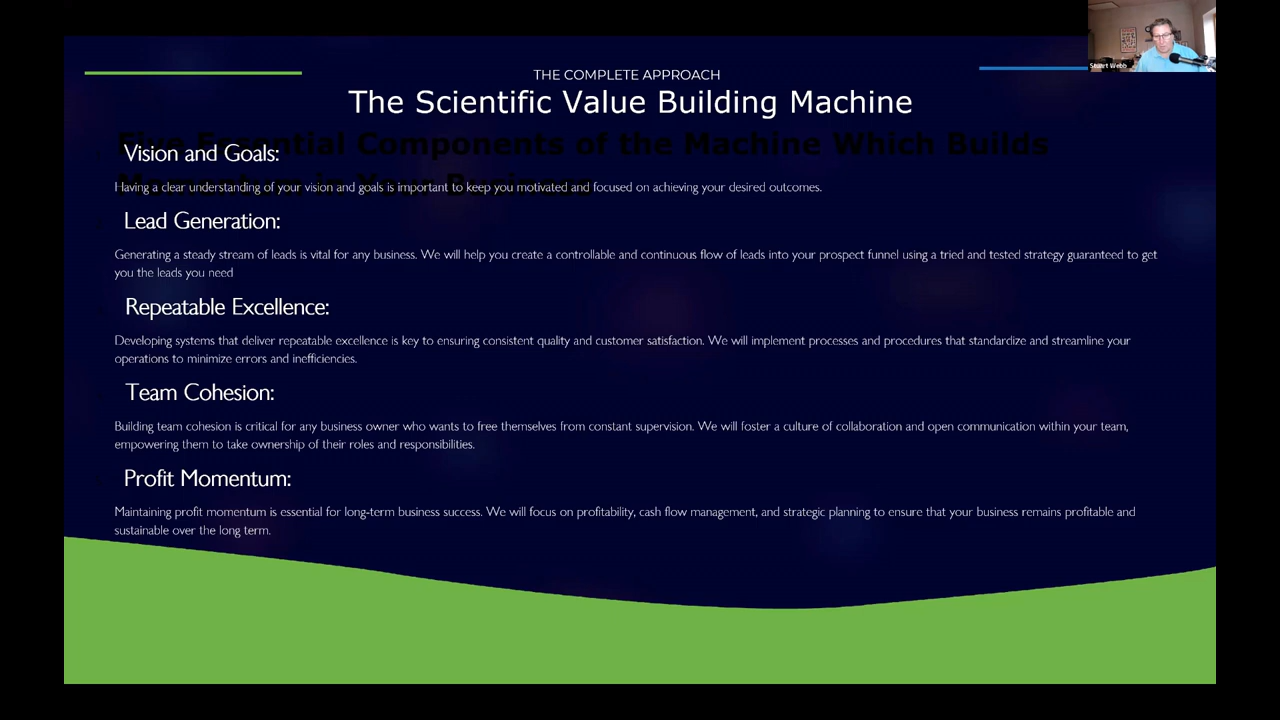 Stuart Webb
THE COMPLETE APPROACH
The Scientific Value Building Machine
Five Essential Components of the Machine Which Builds
Momentum in Your Business
Vision and Goals:
Having a clear understanding of your vision and goals is important to keep you motivated and focused on achieving your desired outcomes.
Lead Generation:
Generating a steady stream of leads is vital for any business. We will help you create a controllable and continuous flow of leads into your prospect funnel using a tried and tested strategy guaranteed to get
you the leads you need
Repeatable Excellence:
Developing systems that deliver repeatable excellence is key to ensuring consistent quality and customer satisfaction. We will implement processes and procedures that standardize and streamline your
operations to minimize errors and inefficiencies.
Team Cohesion:
Building team cohesion is critical for any business owner who wants to free themselves from constant supervision. We will foster a culture of collaboration and open communication within your team,
empowering them to take ownership of their roles and responsibilities.
Profit Momentum:
Maintaining profit momentum is essential for long-term business success. We will focus on profitability, cash flow management, and strategic planning to ensure that your business remains profitable and
sustainable over the long term.